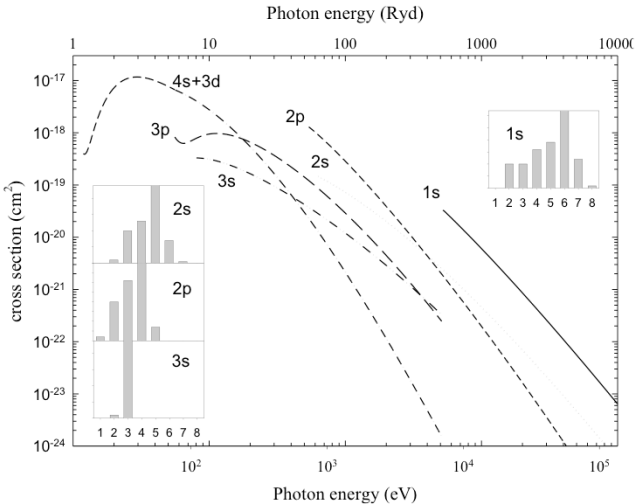 Photon energy (Ryd)
1 10 100 1000 10000
cross section (cm²)
10⁻¹⁷
10⁻¹⁸
10⁻¹⁹
10⁻²⁰
10⁻²¹
10⁻²²
10⁻²³
10⁻²⁴
4s+3d
3p
3s
2p
2s
1s
1s
1 2 3 4 5 6 7 8
2s
2p
3s
1 2 3 4 5 6 7 8
10² 10³ 10⁴ 10⁵
Photon energy (eV)